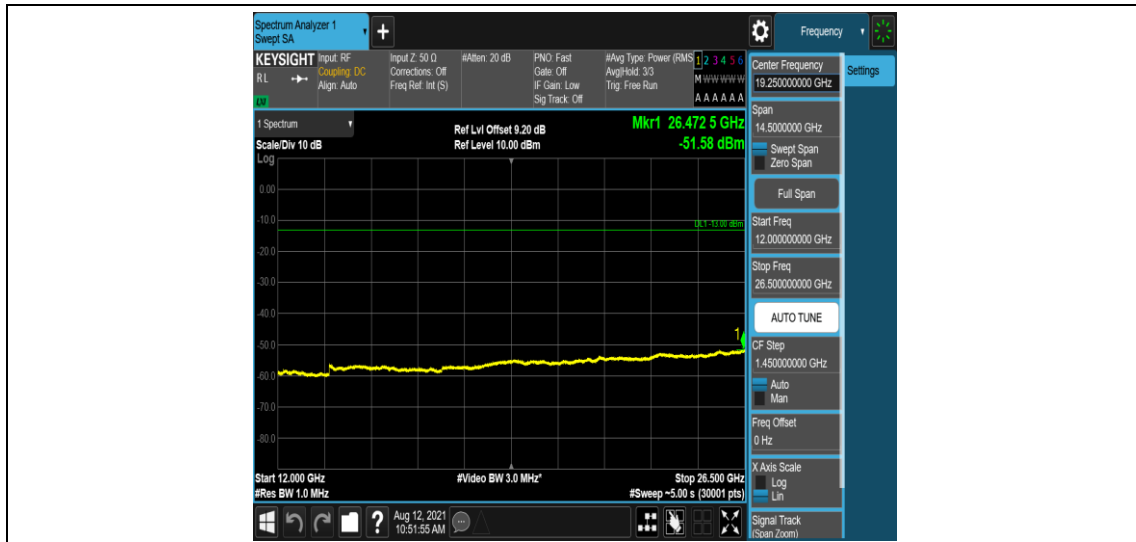 Spectrum Analyzer 1
Swept SA
+
Frequency
KEYSIGHT
RL
LXI
Input: RF
Coupling: DC
Align: Auto
Input Z: 50 Ω
Corrections: Off
Freq Ref: Int (S)
#Atten: 20 dB
PNO: Fast
Gate: Off
IF Gain: Low
Sig Track: Off
#Avg Type: Power (RMS
Avg|Hold: 3/3
Trig: Free Run
1 2 3 4 5 6
M W W W W W
A A A A A A
1 Spectrum
Scale/Div 10 dB
Ref Lvl Offset 9.20 dB
Ref Level 10.00 dBm
Mkr1 26.472 5 GHz
-51.58 dBm
Log
0.00
-10.0
-20.0
-30.0
-40.0
-50.0
-60.0
-70.0
-80.0
DL1 -13.00 dBm
1
Start 12.000 GHz
#Res BW 1.0 MHz
#Video BW 3.0 MHz*
Stop 26.500 GHz
#Sweep ~5.00 s (30001 pts)
Center Frequency
19.250000000 GHz
Settings
Span
14.5000000 GHz
Swept Span
Zero Span
Full Span
Start Freq
12.000000000 GHz
Stop Freq
26.500000000 GHz
AUTO TUNE
CF Step
1.450000000 GHz
Auto
Man
Freq Offset
0 Hz
X Axis Scale
Log
Lin
Signal Track
(Span Zoom)
?
Aug 12, 2021
10:51:55 AM